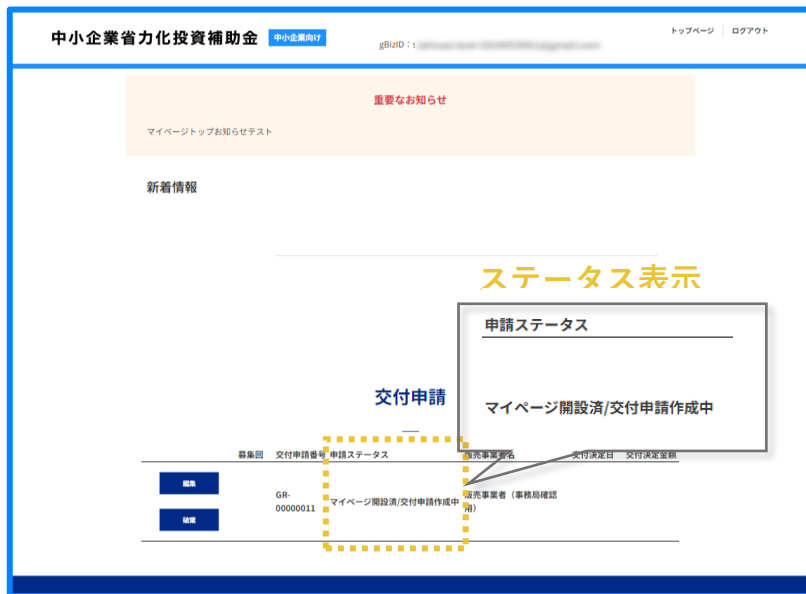 中小企業省力化投資補助金 中小企業向け
gBizID：
トップページ ログアウト
重要なお知らせ
マイページトップお知らせテスト
新着情報
ステータス表示
申請ステータス
マイページ開設済/交付申請作成中
交付申請
募集回 交付申請番号 申請ステータス 販売事業者名 交付決定日 交付決定金額
編集
GR-
00000011
マイページ開設済/交付申請作成中
販売事業者（事務局確認
用）
破棄